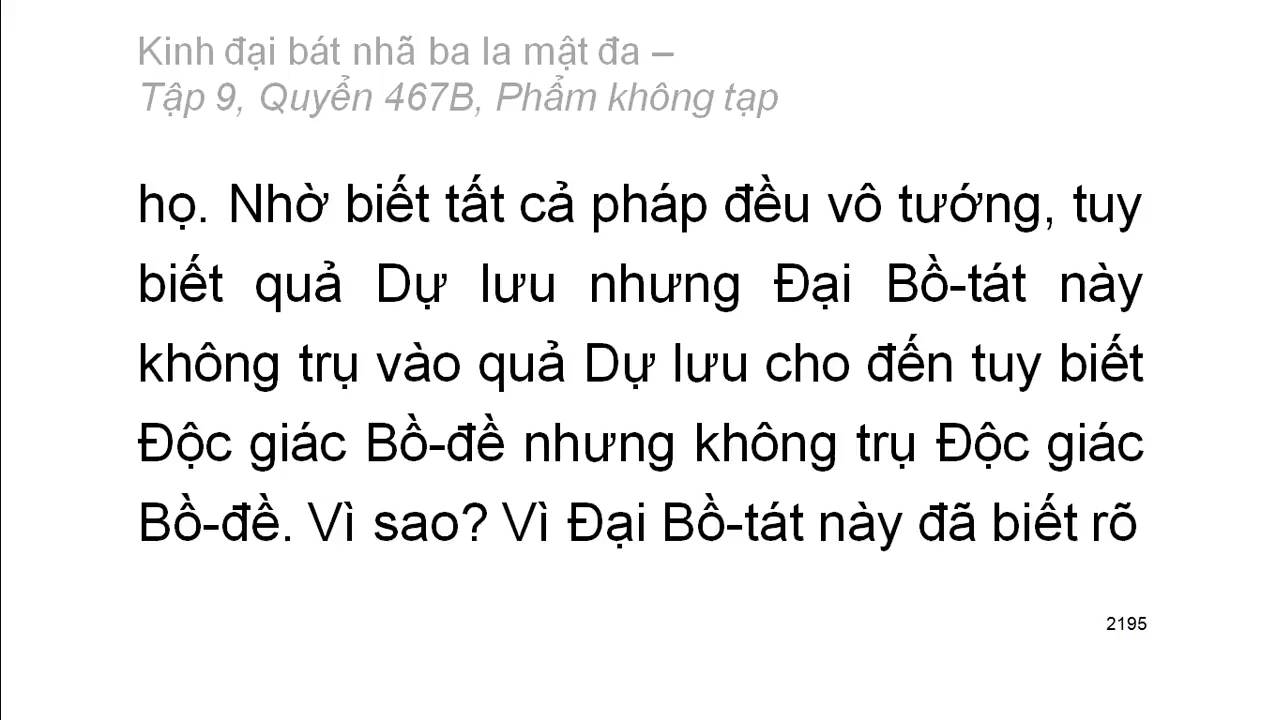 Kinh đại bát nhã ba la mật đa –
Tập 9, Quyển 467B, Phẩm không tạp
họ. Nhờ biết tất cả pháp đều vô tướng, tuy
biết quả Dự lưu nhưng Đại Bồ-tát này
không trụ vào quả Dự lưu cho đến tuy biết
Độc giác Bồ-đề nhưng không trụ Độc giác
Bồ-đề. Vì sao? Vì Đại Bồ-tát này đã biết rõ
2195